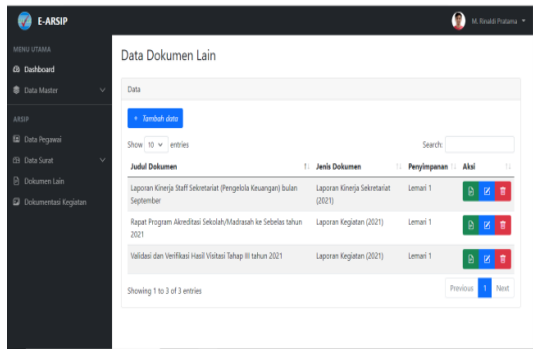 E-ARSIP
M. Rinaldi Pratama
MENU UTAMA
Dashboard
Data Master
ARSIP
Data Pegawai
Data Surat
Dokumen Lain
Dokumentasi Kegiatan
Data Dokumen Lain
Data
+ Tambah data
Show 10 entries
Search:
Judul Dokumen Jenis Dokumen Penyimpanan Aksi
Laporan Kinerja Staff Sekretariat (Pengelola Keuangan) bulan Laporan Kinerja Sekretariat Lemari 1
September (2021)
Rapat Program Akreditasi Sekolah/Madrasah ke Sebelas tahun Laporan Kegiatan (2021) Lemari 1
2021
Validasi dan Verifikasi Hasil Visitasi Tahap III tahun 2021 Laporan Kegiatan (2021) Lemari 1
Showing 1 to 3 of 3 entries
Previous 1 Next